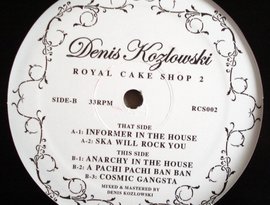 Denis Kozlowski
ROYAL CAKE SHOP 2
SIDE-B 33RPM RCS002
THAT SIDE
A-1: INFORMER IN THE HOUSE
A-2: SKA WILL ROCK YOU
THIS SIDE
B-1: ANARCHY IN THE HOUSE
B-2: A PACHI PACHI BAN BAN
B-3: COSMIC GANGSTA
MIXED & MASTERED BY
DENIS KOZLOWSKI